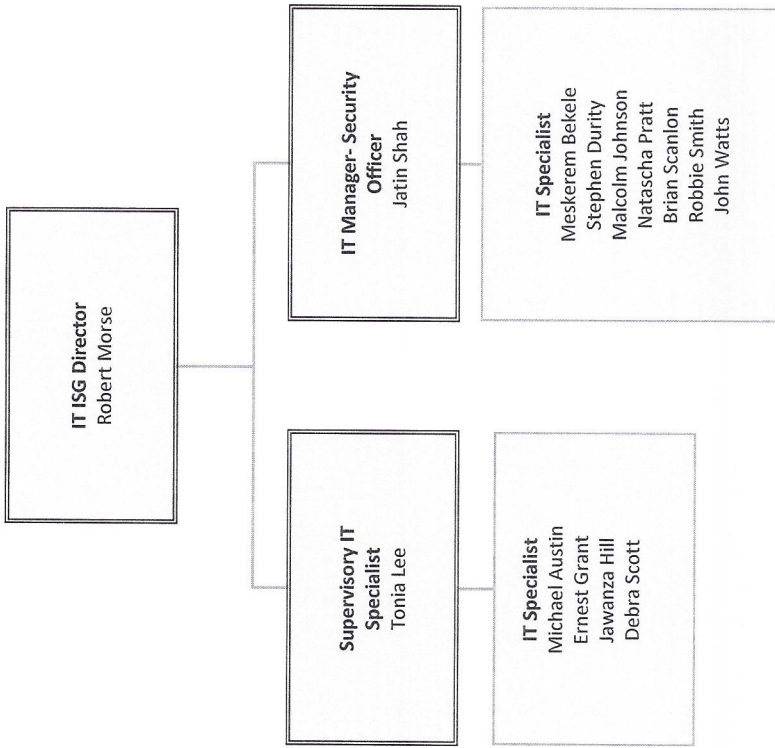 IT ISG Director
Robert Morse
Supervisory IT
Specialist
Tonia Lee
IT Manager- Security
Officer
Jatin Shah
IT Specialist
Michael Austin
Ernest Grant
Jawanza Hill
Debra Scott
IT Specialist
Meskerem Bekele
Stephen Durity
Malcolm Johnson
Natascha Pratt
Brian Scanlon
Robbie Smith
John Watts